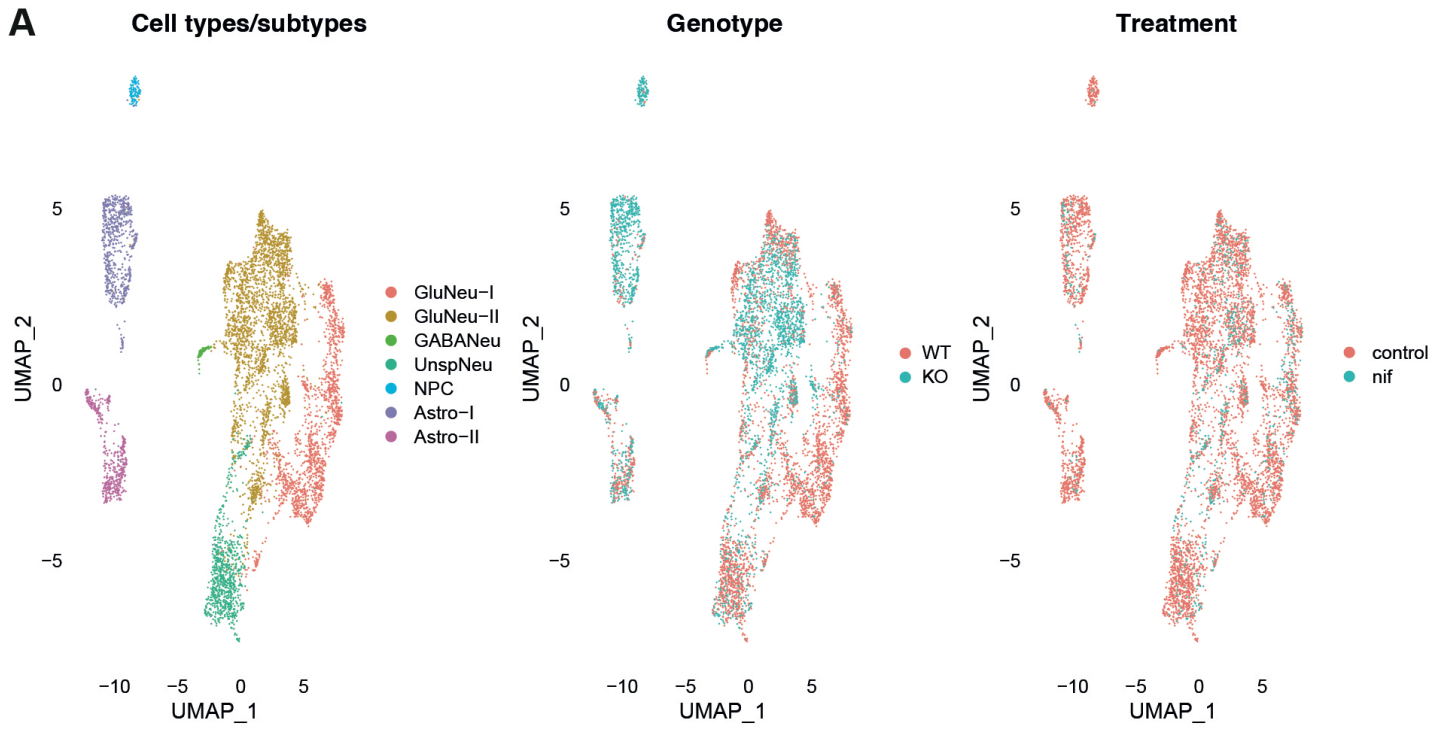 A
Cell types/subtypes
Genotype
Treatment
5
0
−5
UMAP_2
−10 −5 0 5
UMAP_1
GluNeu−I
GluNeu−II
GABANeu
UnspNeu
NPC
Astro−I
Astro−II
5
0
−5
UMAP_2
−10 −5 0 5
UMAP_1
WT
KO
5
0
−5
UMAP_2
−10 −5 0 5
UMAP_1
control
nif